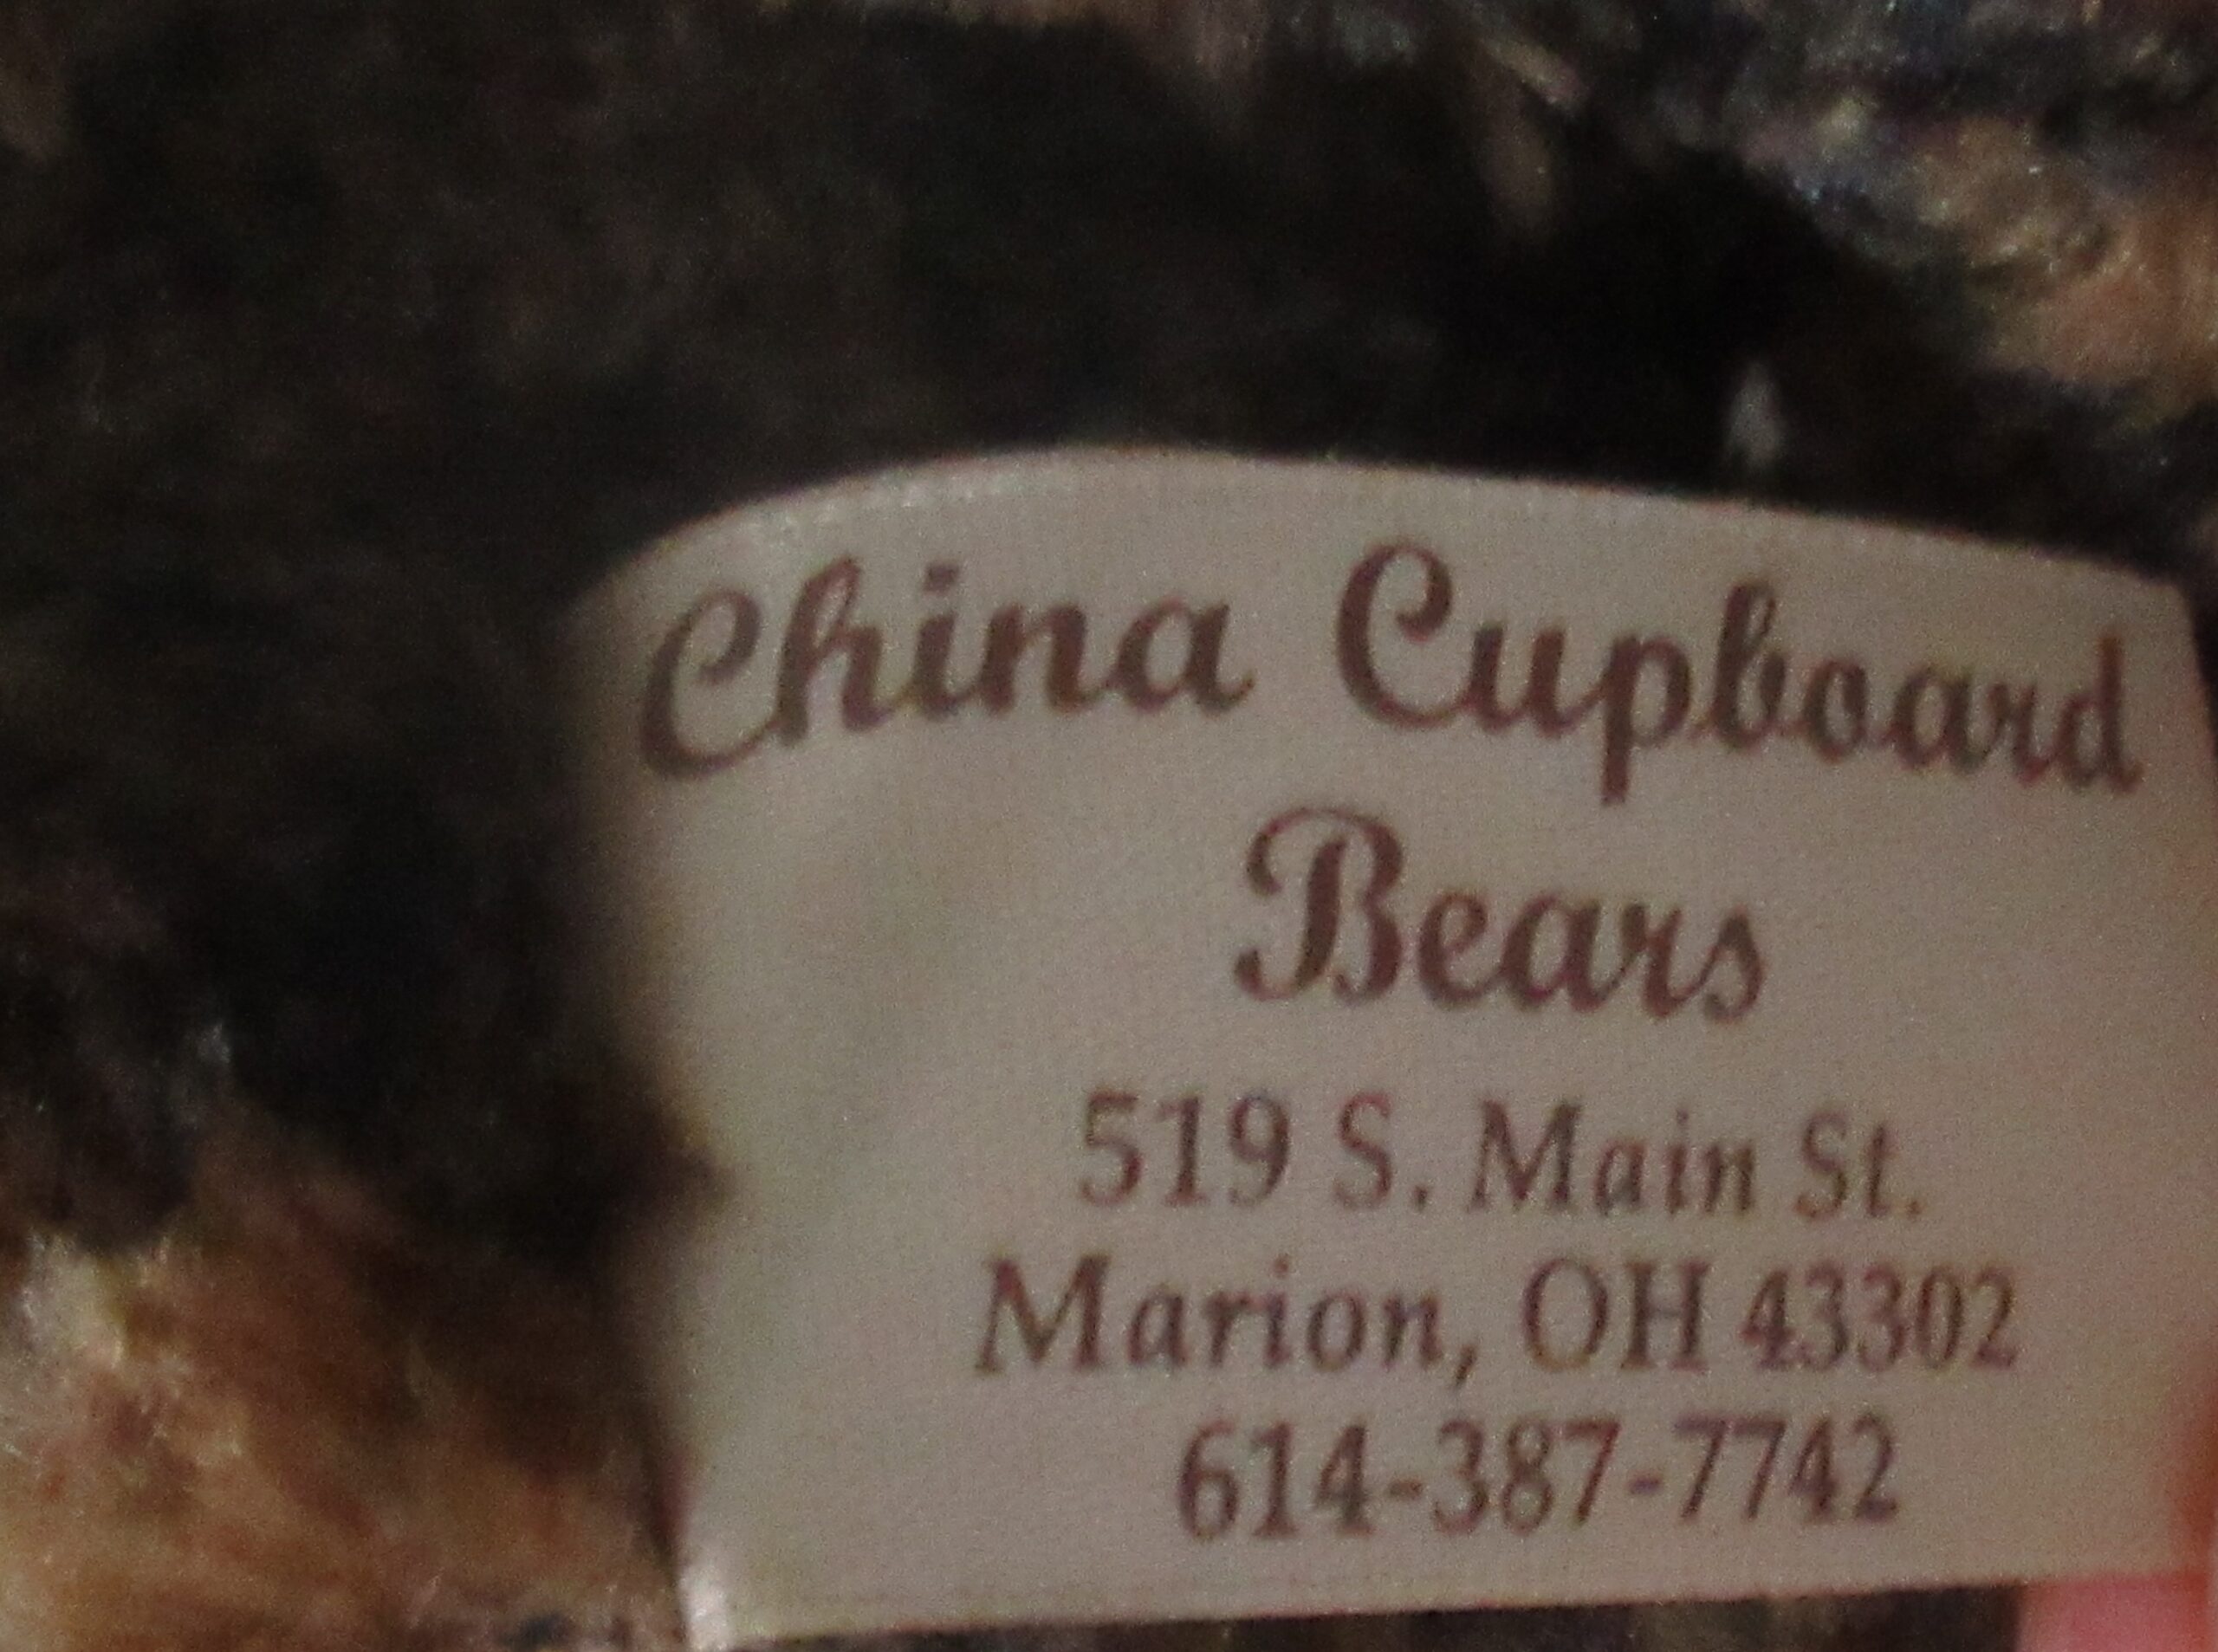 China Cupboard
Bears
519 S. Main St.
Marion, OH 43302
614-387-7742